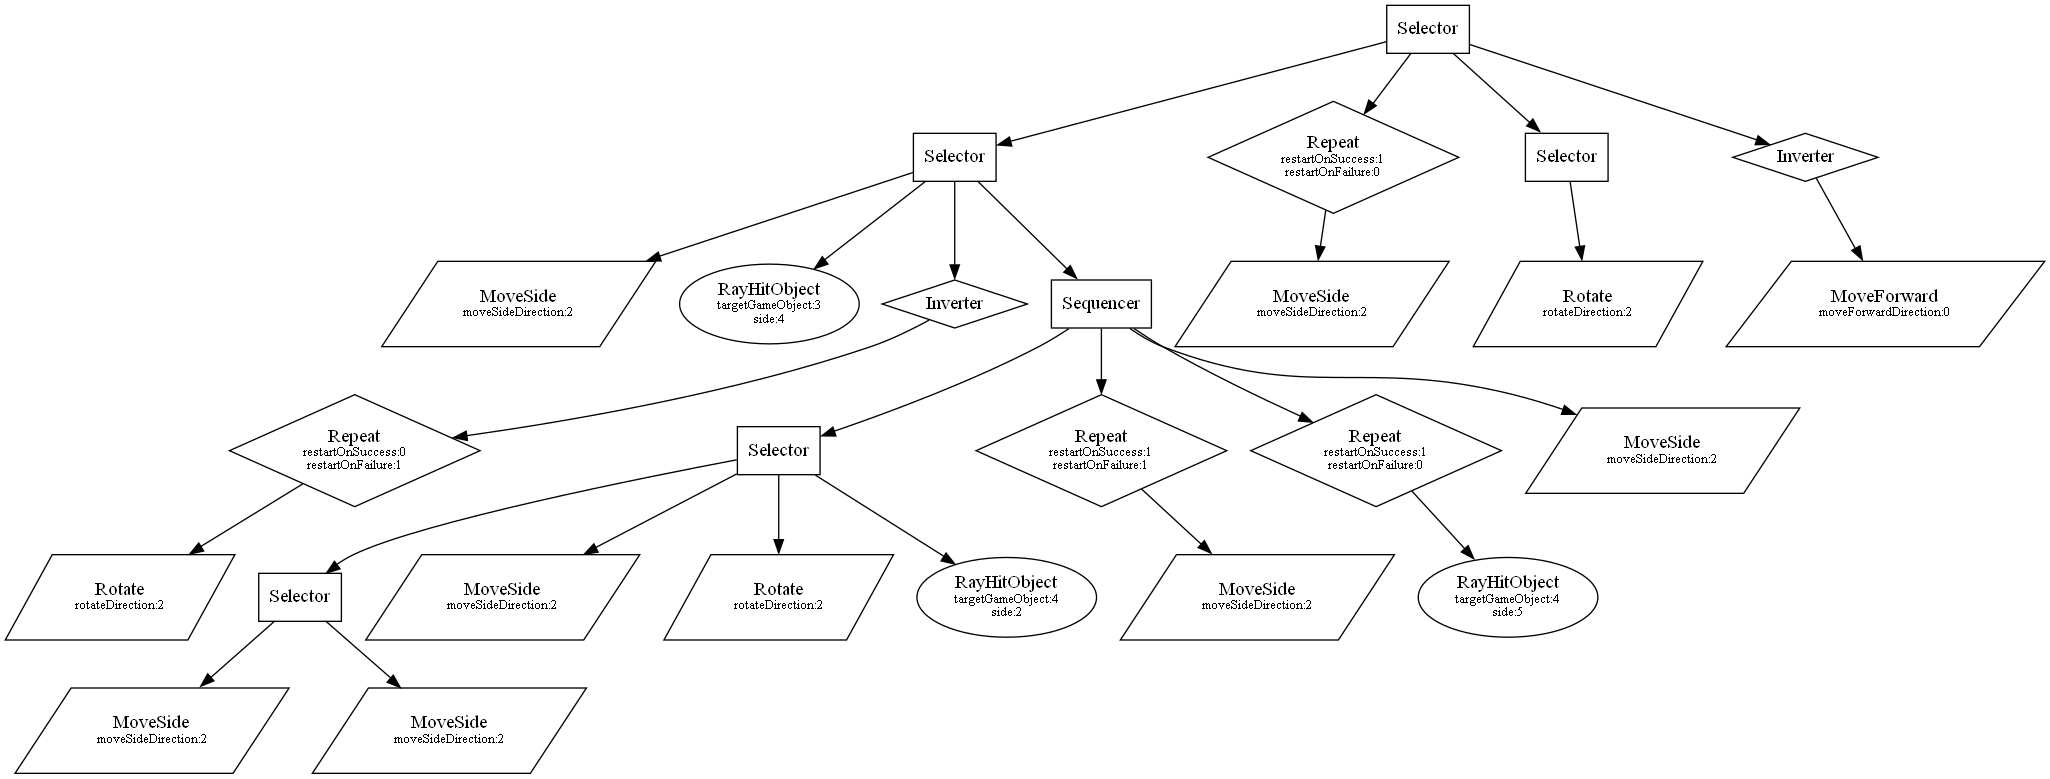 Selector
Selector
Repeat
restartOnSuccess:1
restartOnFailure:0
Selector
Inverter
MoveSide
moveSideDirection:2
RayHitObject
targetGameObject:3
side:4
Inverter
Sequencer
MoveSide
moveSideDirection:2
Rotate
rotateDirection:2
MoveForward
moveForwardDirection:0
Repeat
restartOnSuccess:0
restartOnFailure:1
Selector
Repeat
restartOnSuccess:1
restartOnFailure:1
Repeat
restartOnSuccess:1
restartOnFailure:0
MoveSide
moveSideDirection:2
Rotate
rotateDirection:2
Selector
MoveSide
moveSideDirection:2
Rotate
rotateDirection:2
RayHitObject
targetGameObject:4
side:2
MoveSide
moveSideDirection:2
RayHitObject
targetGameObject:4
side:5
MoveSide
moveSideDirection:2
MoveSide
moveSideDirection:2